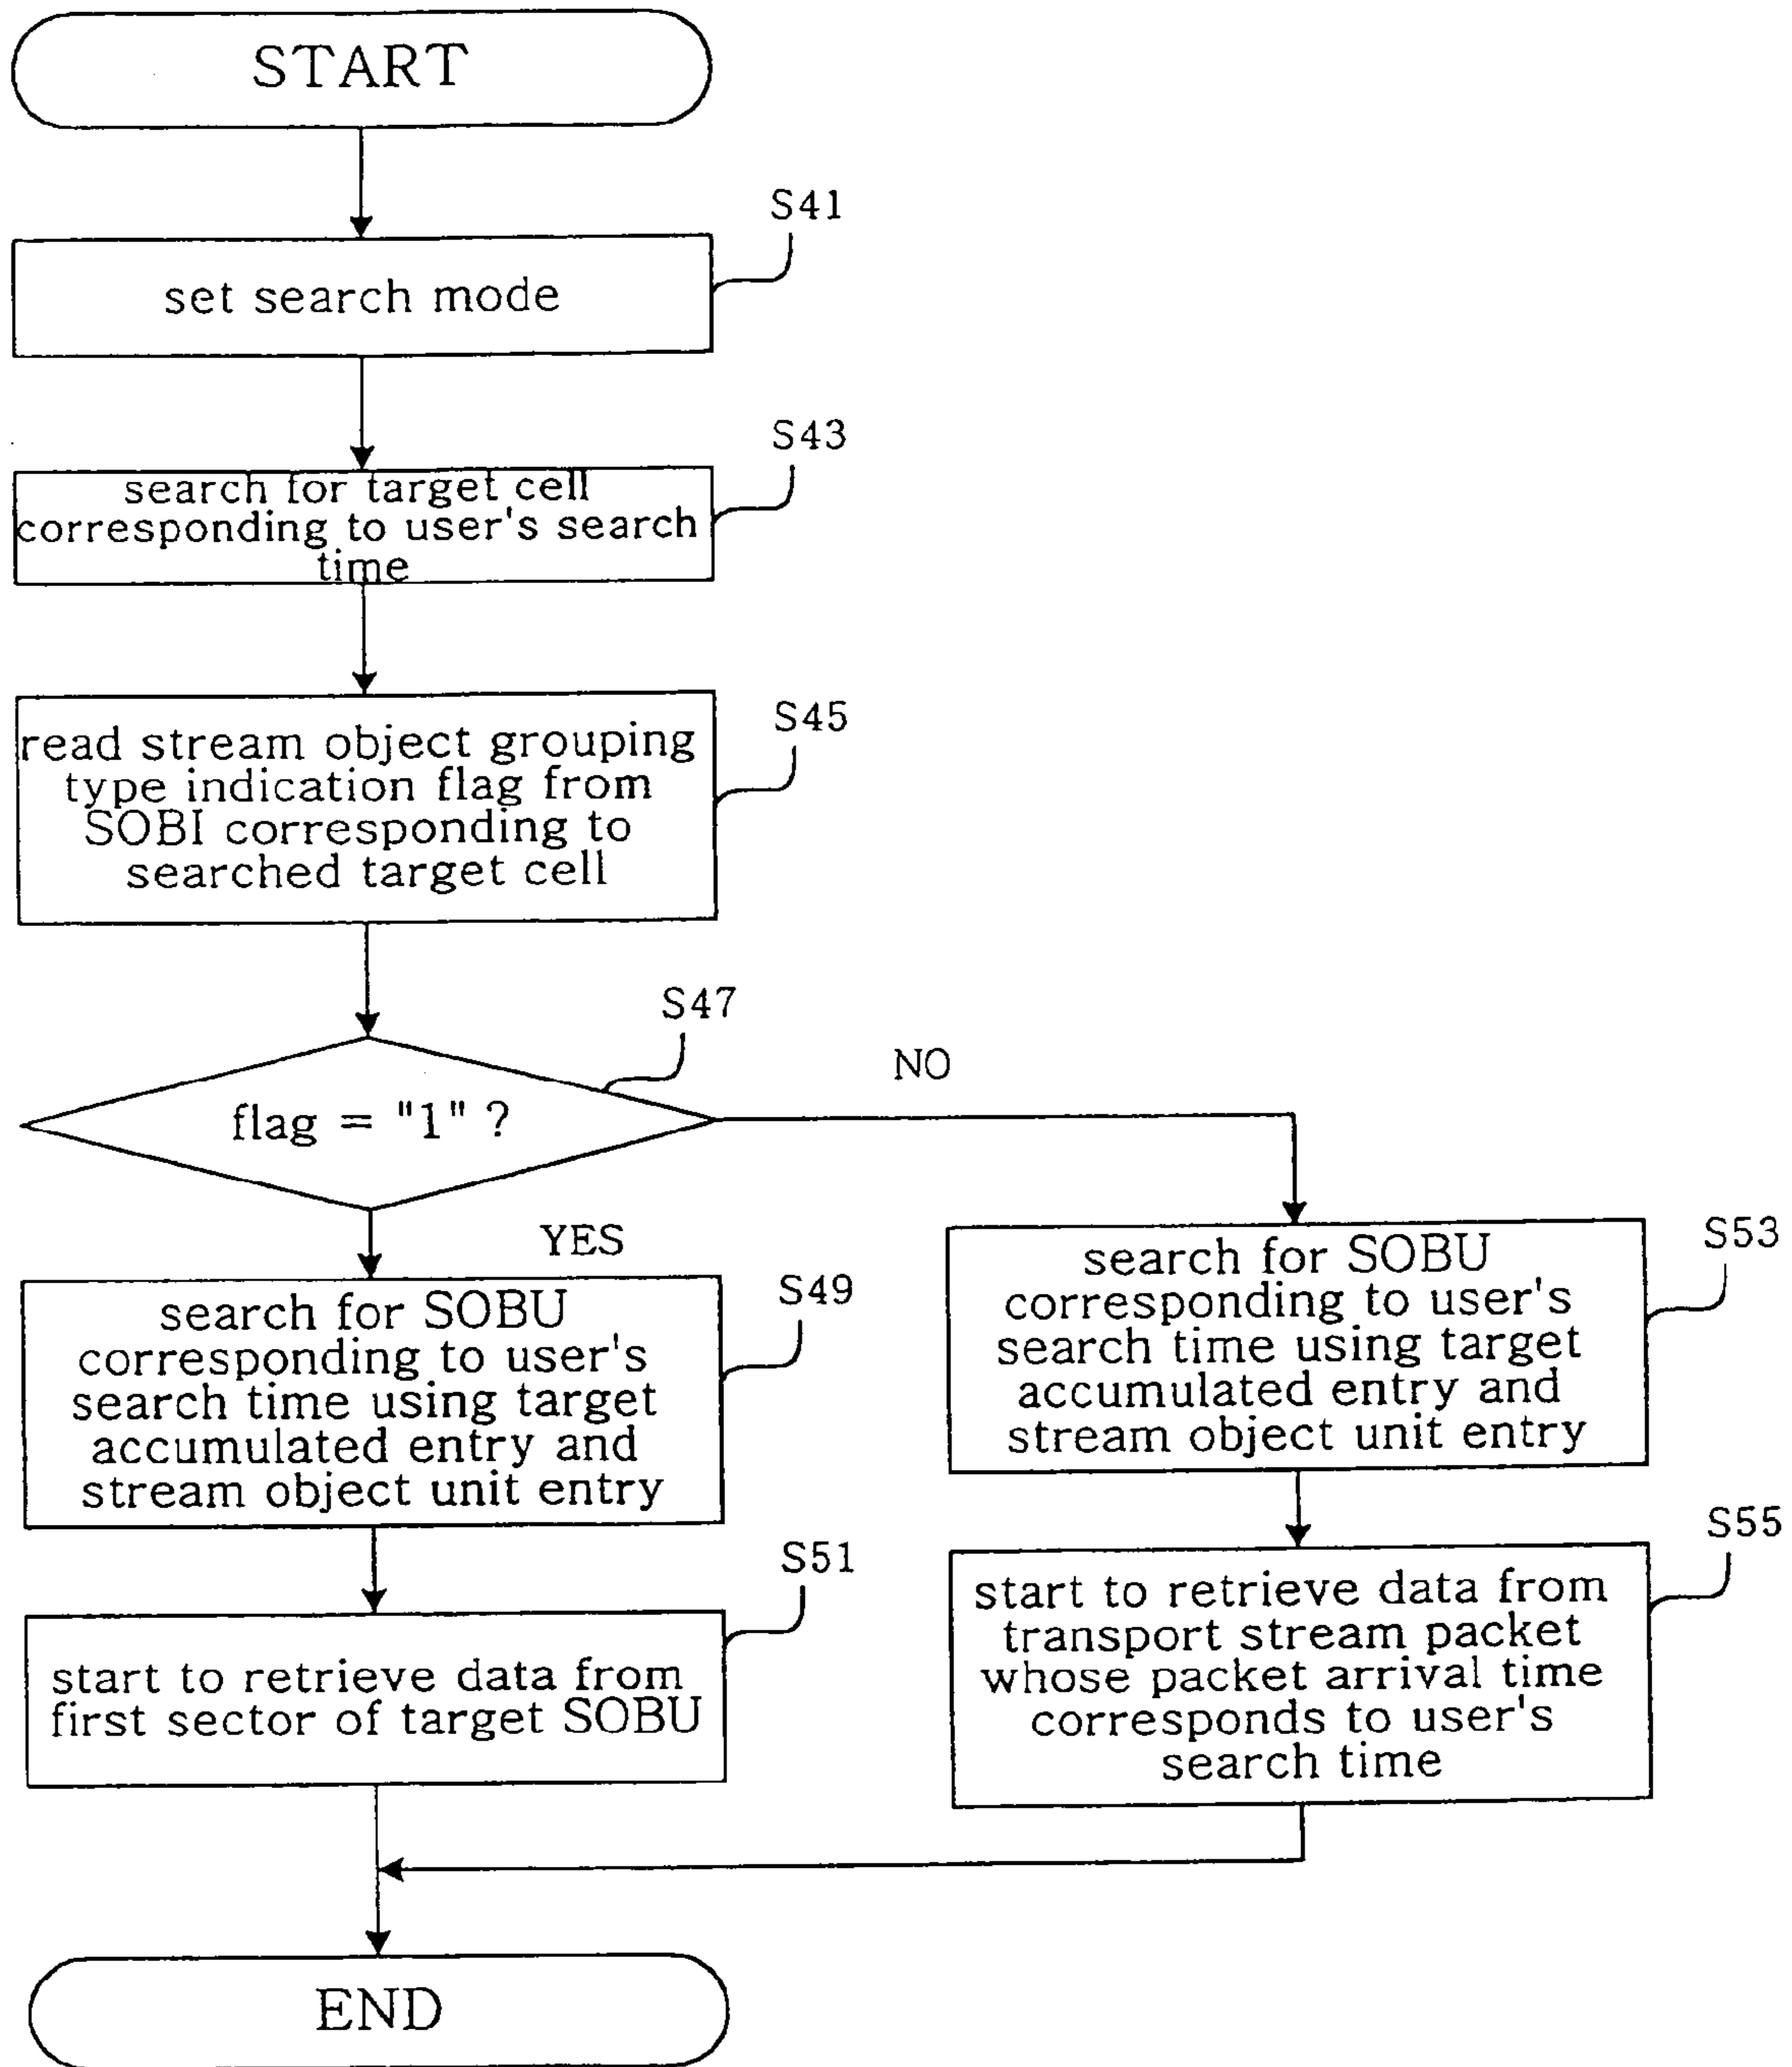 START
S41
set search mode
S43
search for target cell
corresponding to user's search
time
S45
read stream object grouping
type indication flag from
SOBI corresponding to
searched target cell
S47
flag = "1" ?
NO
YES
S49
search for SOBU
corresponding to user's
search time using target
accumulated entry and
stream object unit entry
S51
start to retrieve data from
first sector of target SOBU
S53
search for SOBU
corresponding to user's
search time using target
accumulated entry and
stream object unit entry
S55
start to retrieve data from
transport stream packet
whose packet arrival time
corresponds to user's
search time
END